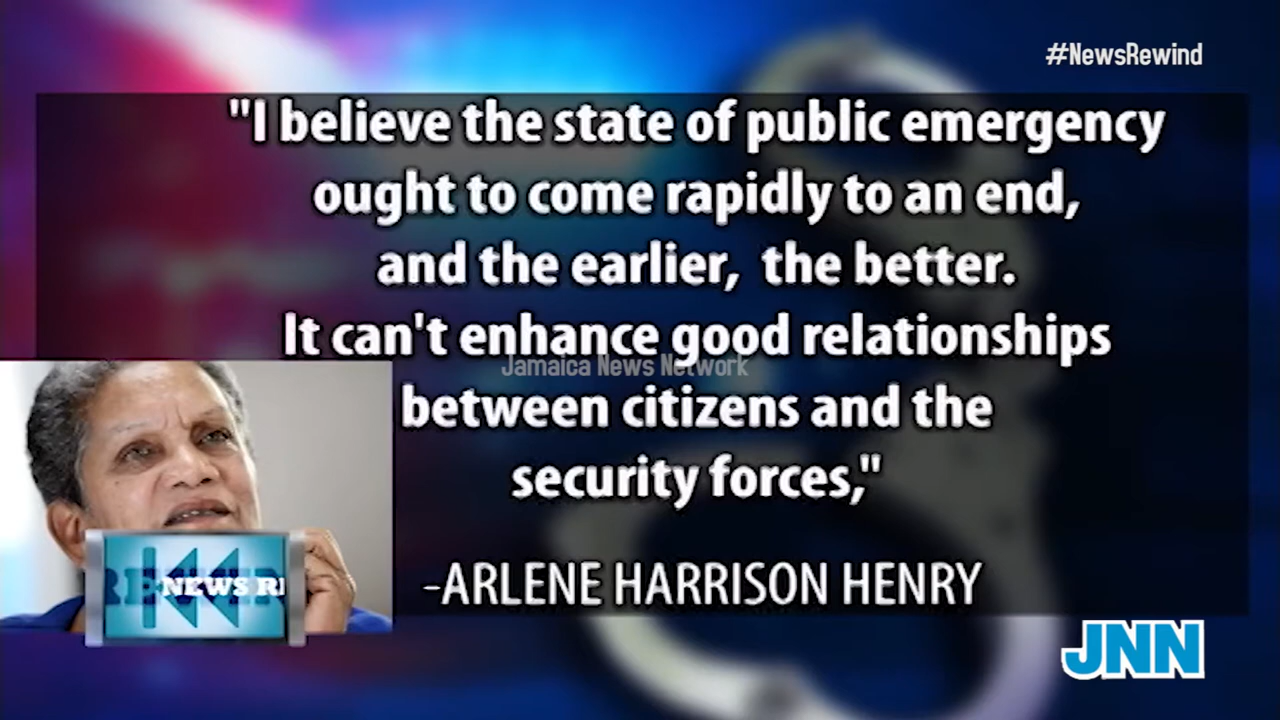 #NewsRewind
"I believe the state of public emergency
ought to come rapidly to an end,
and the earlier, the better.
It can't enhance good relationships
Jamaica News Network
between citizens and the
security forces,"
-ARLENE HARRISON HENRY
NEWS
JNN